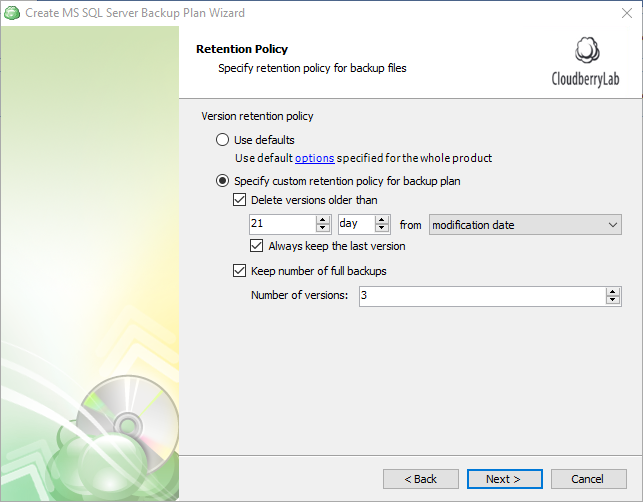 Create MS SQL Server Backup Plan Wizard
Retention Policy
Specify retention policy for backup files
CloudberryLab
Version retention policy
Use defaults
Use default options specified for the whole product
Specify custom retention policy for backup plan
Delete versions older than
21 day from modification date
Always keep the last version
Keep number of full backups
Number of versions: 3
< Back Next > Cancel